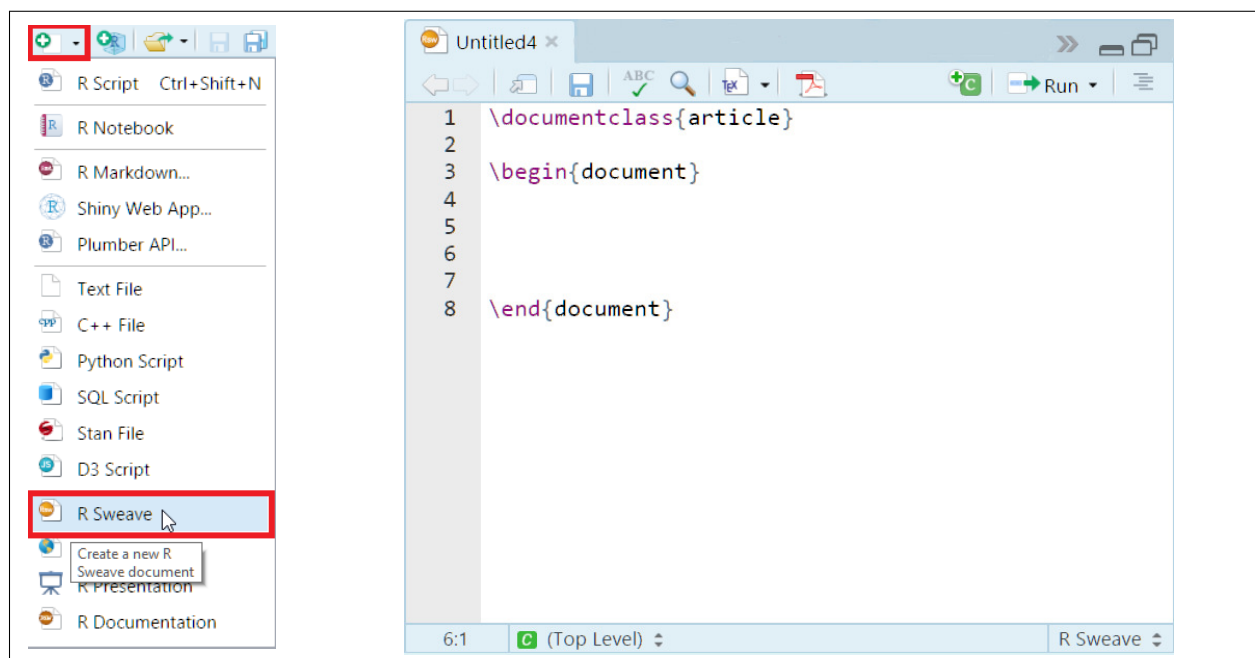 R Script Ctrl+Shift+N
R Notebook
R Markdown...
Shiny Web App...
Plumber API...
Text File
C++ File
Python Script
SQL Script
Stan File
D3 Script
R Sweave
Create a new R
Sweave document
R Presentation
R Documentation
Untitled4
ABC
TEX
Run
1 \documentclass{article}
2
3 \begin{document}
4
5
6
7
8 \end{document}
6:1 C (Top Level) R Sweave